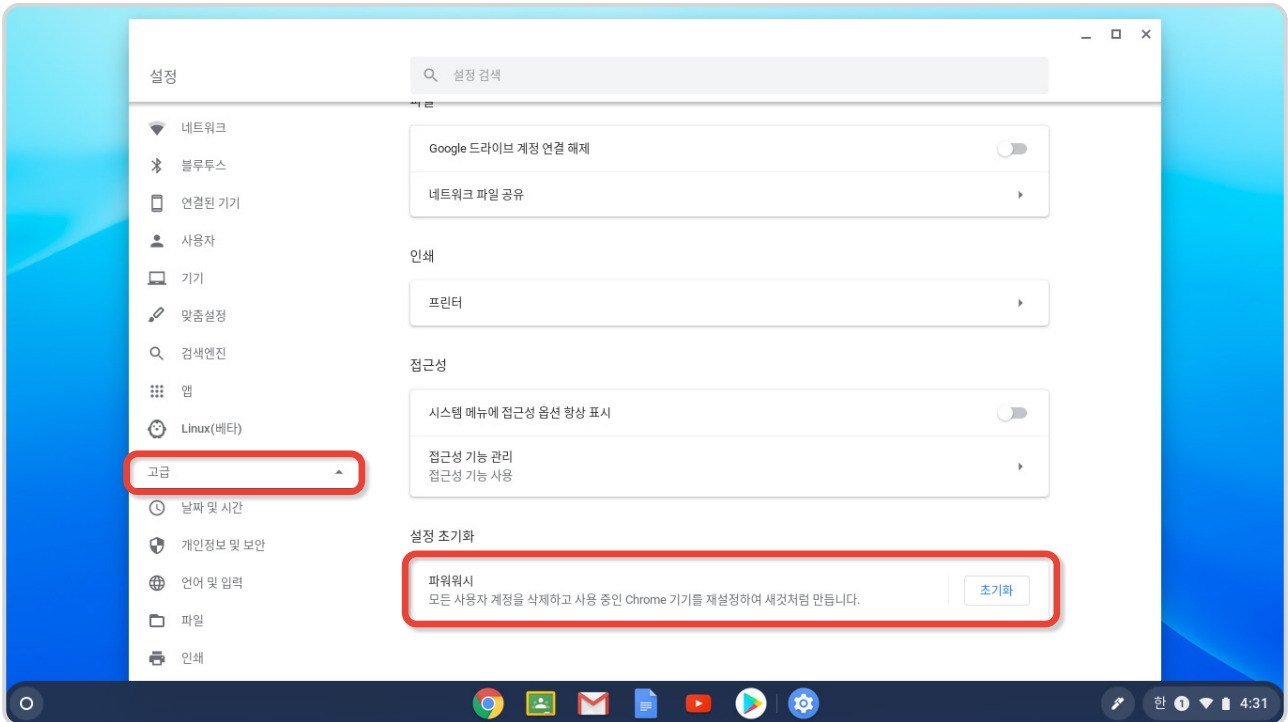 설정
설정 검색
네트워크
블루투스
연결된 기기
사용자
기기
맞춤설정
검색엔진
앱
Linux(베타)
고급
날짜 및 시간
개인정보 및 보안
언어 및 입력
파일
인쇄
파일
Google 드라이브 계정 연결 해제
네트워크 파일 공유
인쇄
프린터
접근성
시스템 메뉴에 접근성 옵션 항상 표시
접근성 기능 관리
접근성 기능 사용
설정 초기화
파워워시
모든 사용자 계정을 삭제하고 사용 중인 Chrome 기기를 재설정하여 새것처럼 만듭니다.
초기화
한 1 4:31